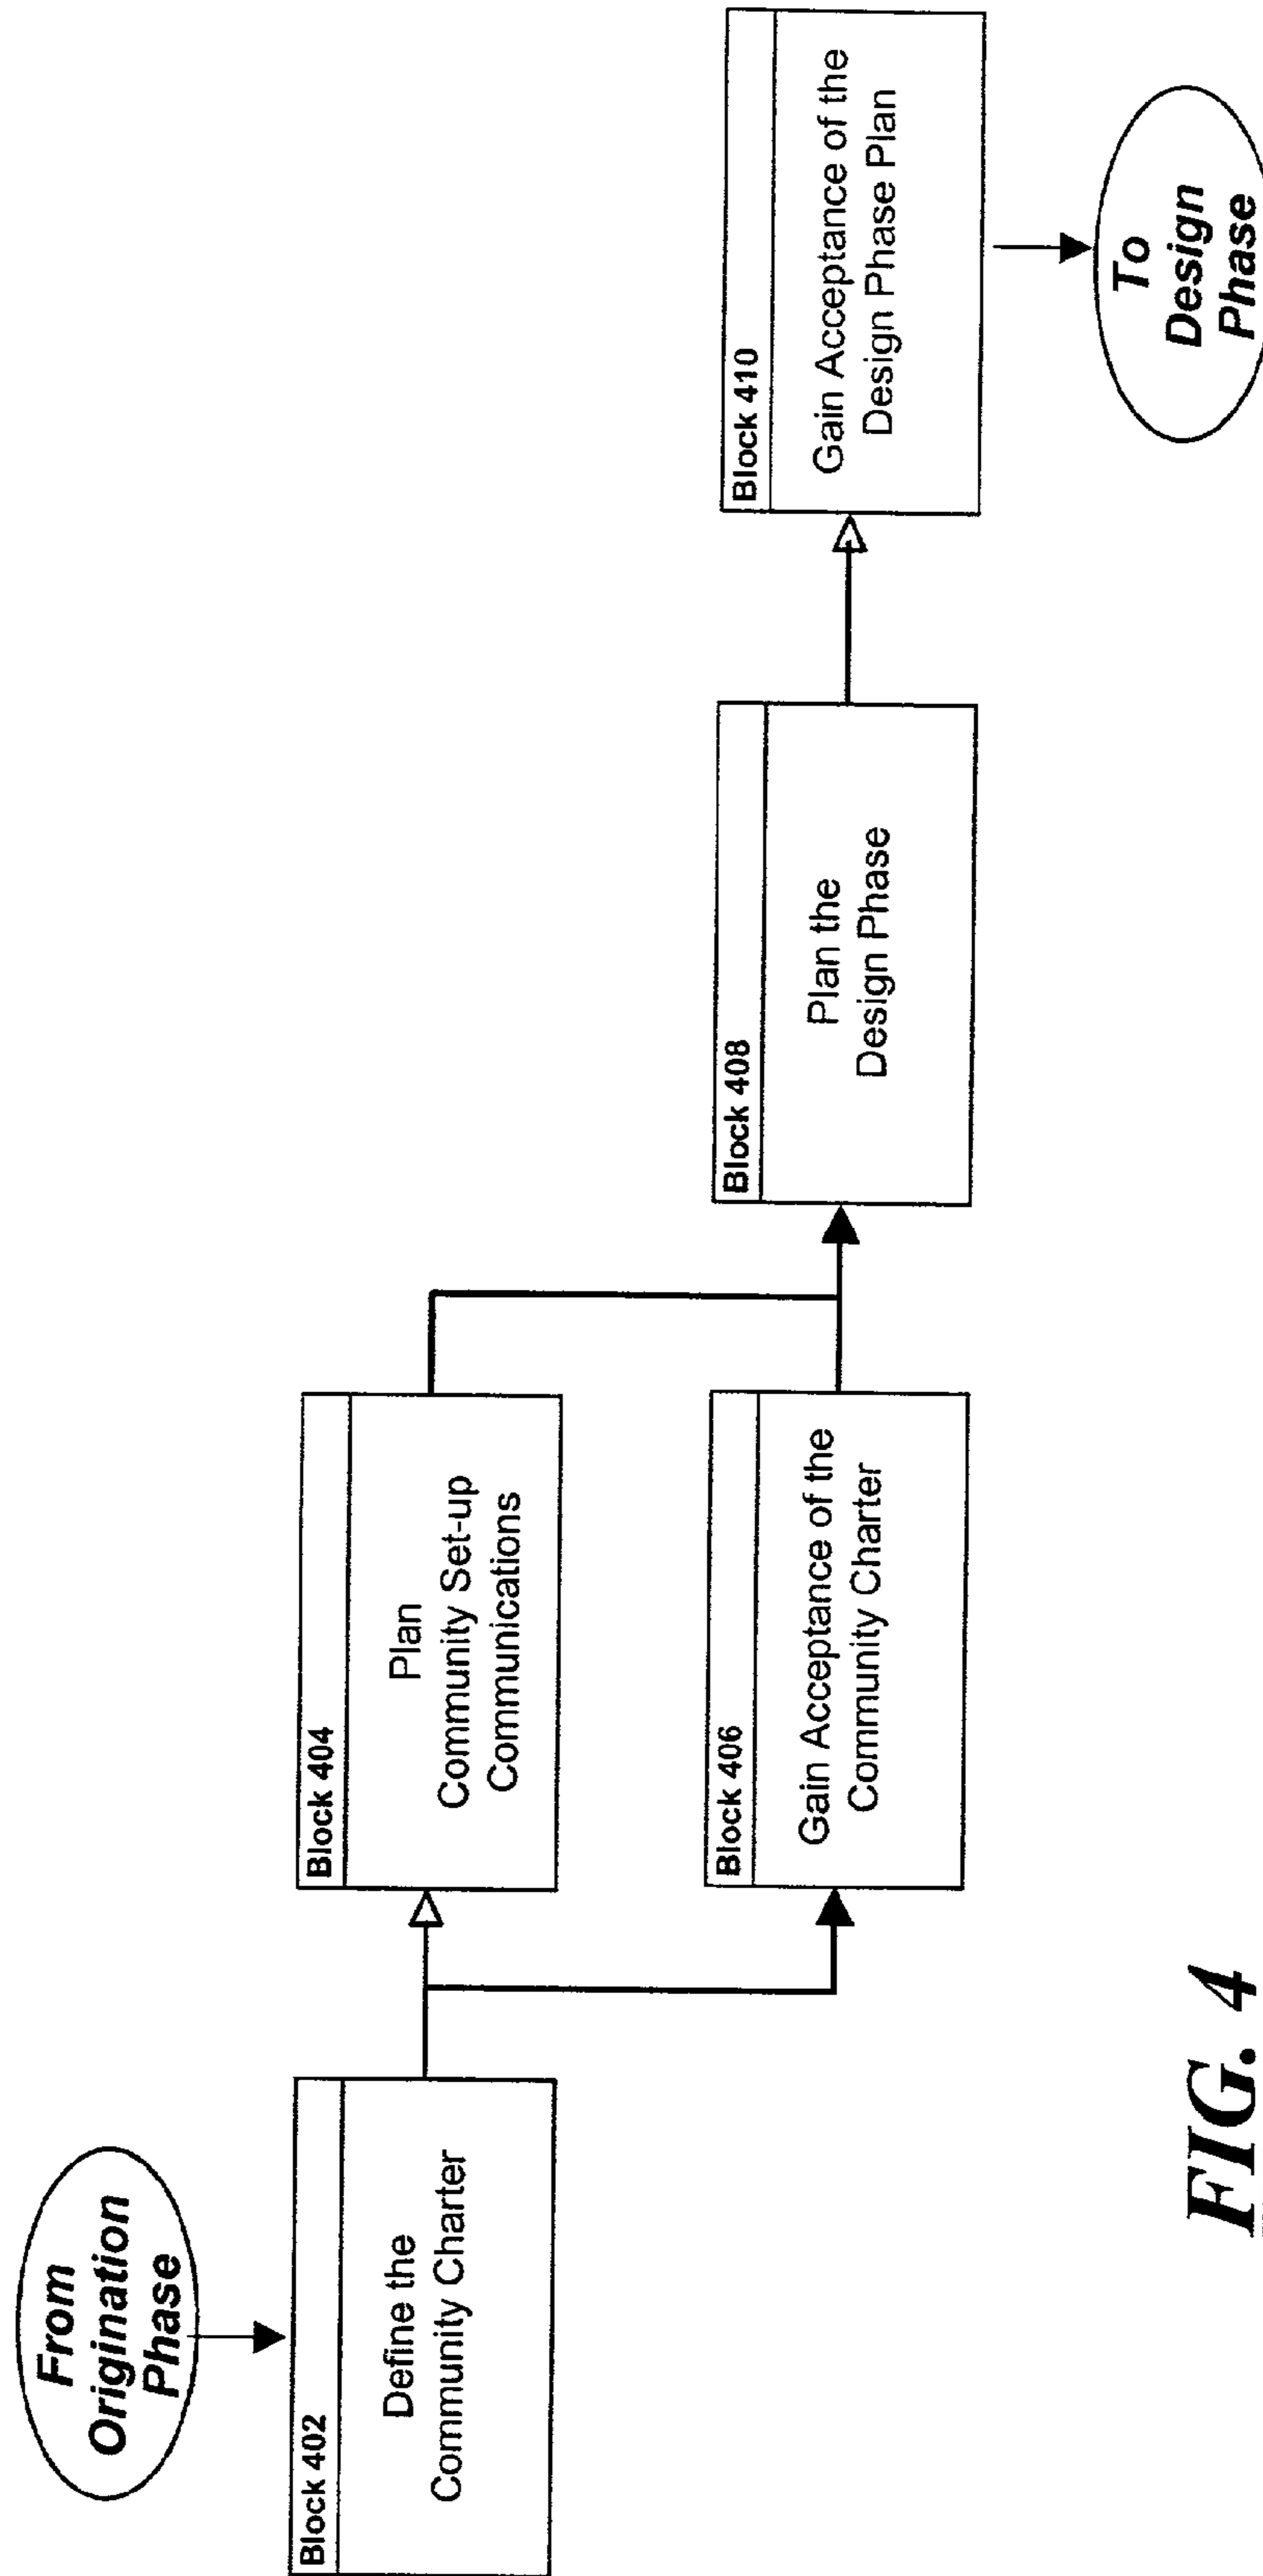 From
Origination
Phase
Block 402
Define the
Community Charter
Block 404
Plan
Community Set-up
Communications
Block 406
Gain Acceptance of the
Community Charter
Block 408
Plan the
Design Phase
Block 410
Gain Acceptance of the
Design Phase Plan
To
Design
Phase
FIG. 4